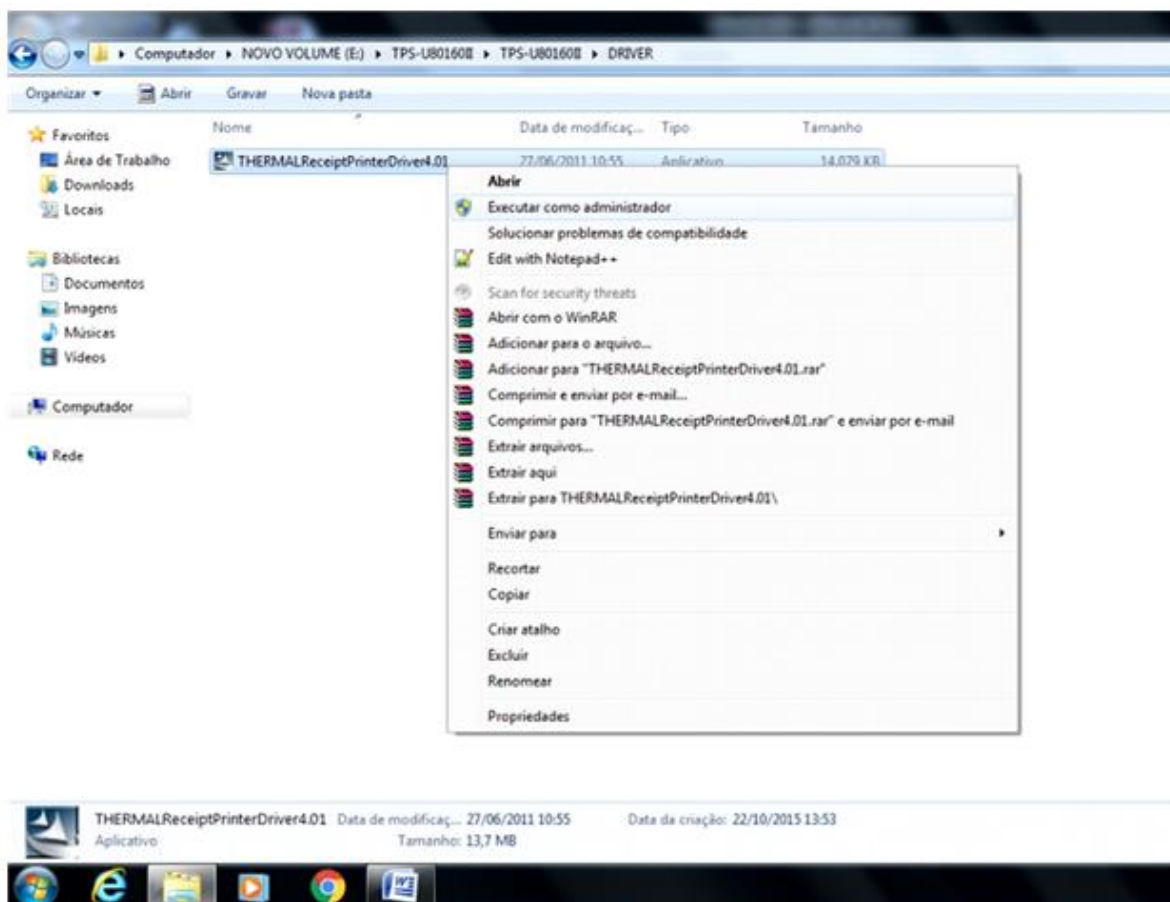 Computador ▸ NOVO VOLUME (E:) ▸ TPS-U80160Ⅱ ▸ TPS-U80160Ⅱ ▸ DRIVER
Organizar Abrir Gravar Nova pasta
Nome Data de modificaç... Tipo Tamanho
Favoritos
Área de Trabalho
Downloads
Locais
Bibliotecas
Documentos
Imagens
Músicas
Vídeos
Computador
Rede
THERMALReceiptPrinterDriver4.01 27/06/2011 10:55 Aplicativo 14.079 KB
Abrir
Executar como administrador
Solucionar problemas de compatibilidade
Edit with Notepad++
Scan for security threats
Abrir com o WinRAR
Adicionar para o arquivo...
Adicionar para "THERMALReceiptPrinterDriver4.01.rar"
Comprimir e enviar por e-mail...
Comprimir para "THERMALReceiptPrinterDriver4.01.rar" e enviar por e-mail
Extrair arquivos...
Extrair aqui
Extrair para THERMALReceiptPrinterDriver4.01\
Enviar para
Recortar
Copiar
Criar atalho
Excluir
Renomear
Propriedades
THERMALReceiptPrinterDriver4.01 Data de modificaç... 27/06/2011 10:55 Data da criação: 22/10/2015 13:53
Aplicativo Tamanho: 13,7 MB